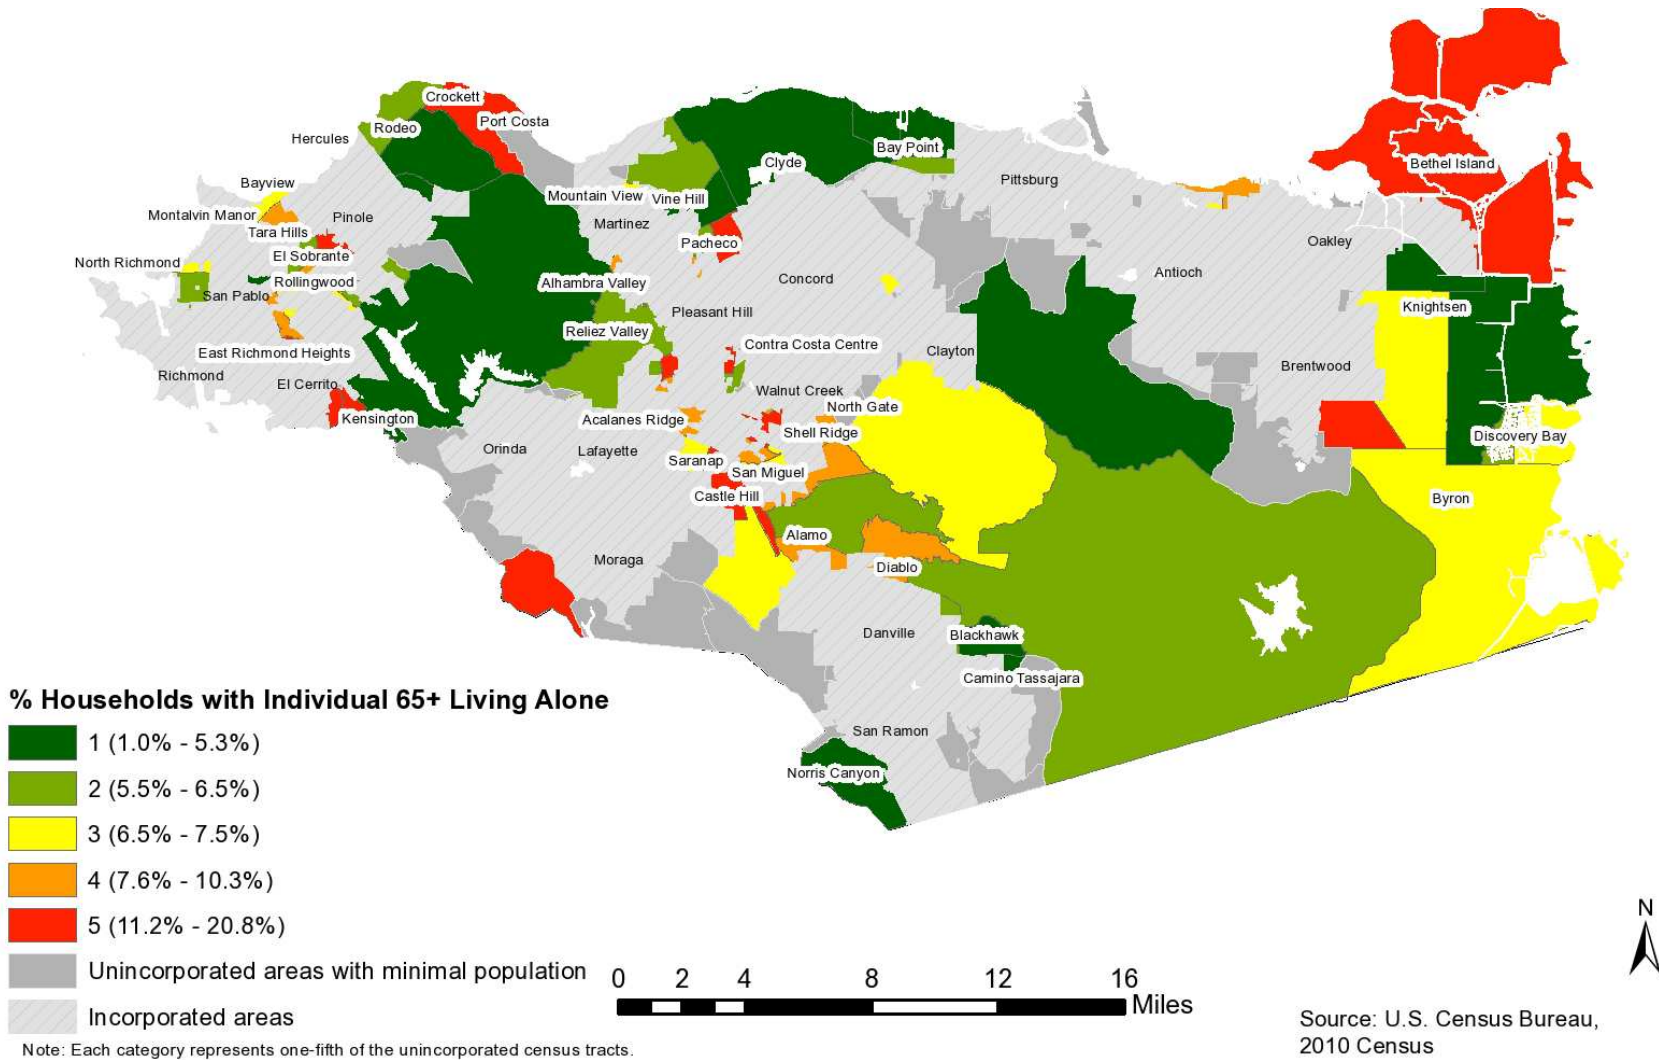 Crockett
Port Costa
Rodeo
Hercules
Bay Point
Clyde
Bethel Island
Pittsburg
Bayview
Mountain View
Vine Hill
Montalvin Manor
Pinole
Martinez
Tara Hills
Pacheco
Oakley
El Sobrante
North Richmond
Antioch
Concord
Rollingwood
Alhambra Valley
San Pablo
Knightsen
Pleasant Hill
Reliez Valley
Contra Costa Centre
East Richmond Heights
Clayton
Brentwood
Richmond
El Cerrito
Walnut Creek
North Gate
Kensington
Acalanes Ridge
Shell Ridge
Discovery Bay
Orinda
Lafayette
Saranap
San Miguel
Castle Hill
Byron
Alamo
Moraga
Diablo
Danville
Blackhawk
Camino Tassajara
San Ramon
Norris Canyon
% Households with Individual 65+ Living Alone
1 (1.0% - 5.3%)
2 (5.5% - 6.5%)
3 (6.5% - 7.5%)
4 (7.6% - 10.3%)
5 (11.2% - 20.8%)
Unincorporated areas with minimal population
Incorporated areas
Note: Each category represents one-fifth of the unincorporated census tracts.
0 2 4 8 12 16
Miles
N
Source: U.S. Census Bureau,
2010 Census